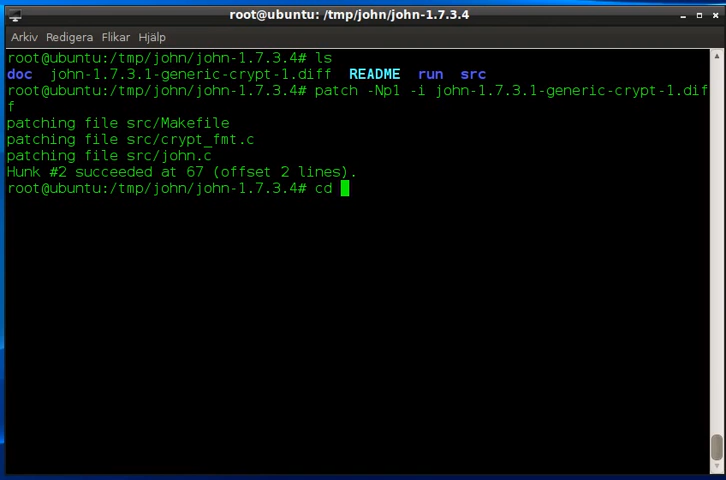 root@ubuntu: /tmp/john/john-1.7.3.4
Arkiv Redigera Flikar Hjälp
root@ubuntu:/tmp/john/john-1.7.3.4# ls
doc john-1.7.3.1-generic-crypt-1.diff README run src
root@ubuntu:/tmp/john/john-1.7.3.4# patch -Np1 -i john-1.7.3.1-generic-crypt-1.dif
f
patching file src/Makefile
patching file src/crypt_fmt.c
patching file src/john.c
Hunk #2 succeeded at 67 (offset 2 lines).
root@ubuntu:/tmp/john/john-1.7.3.4# cd